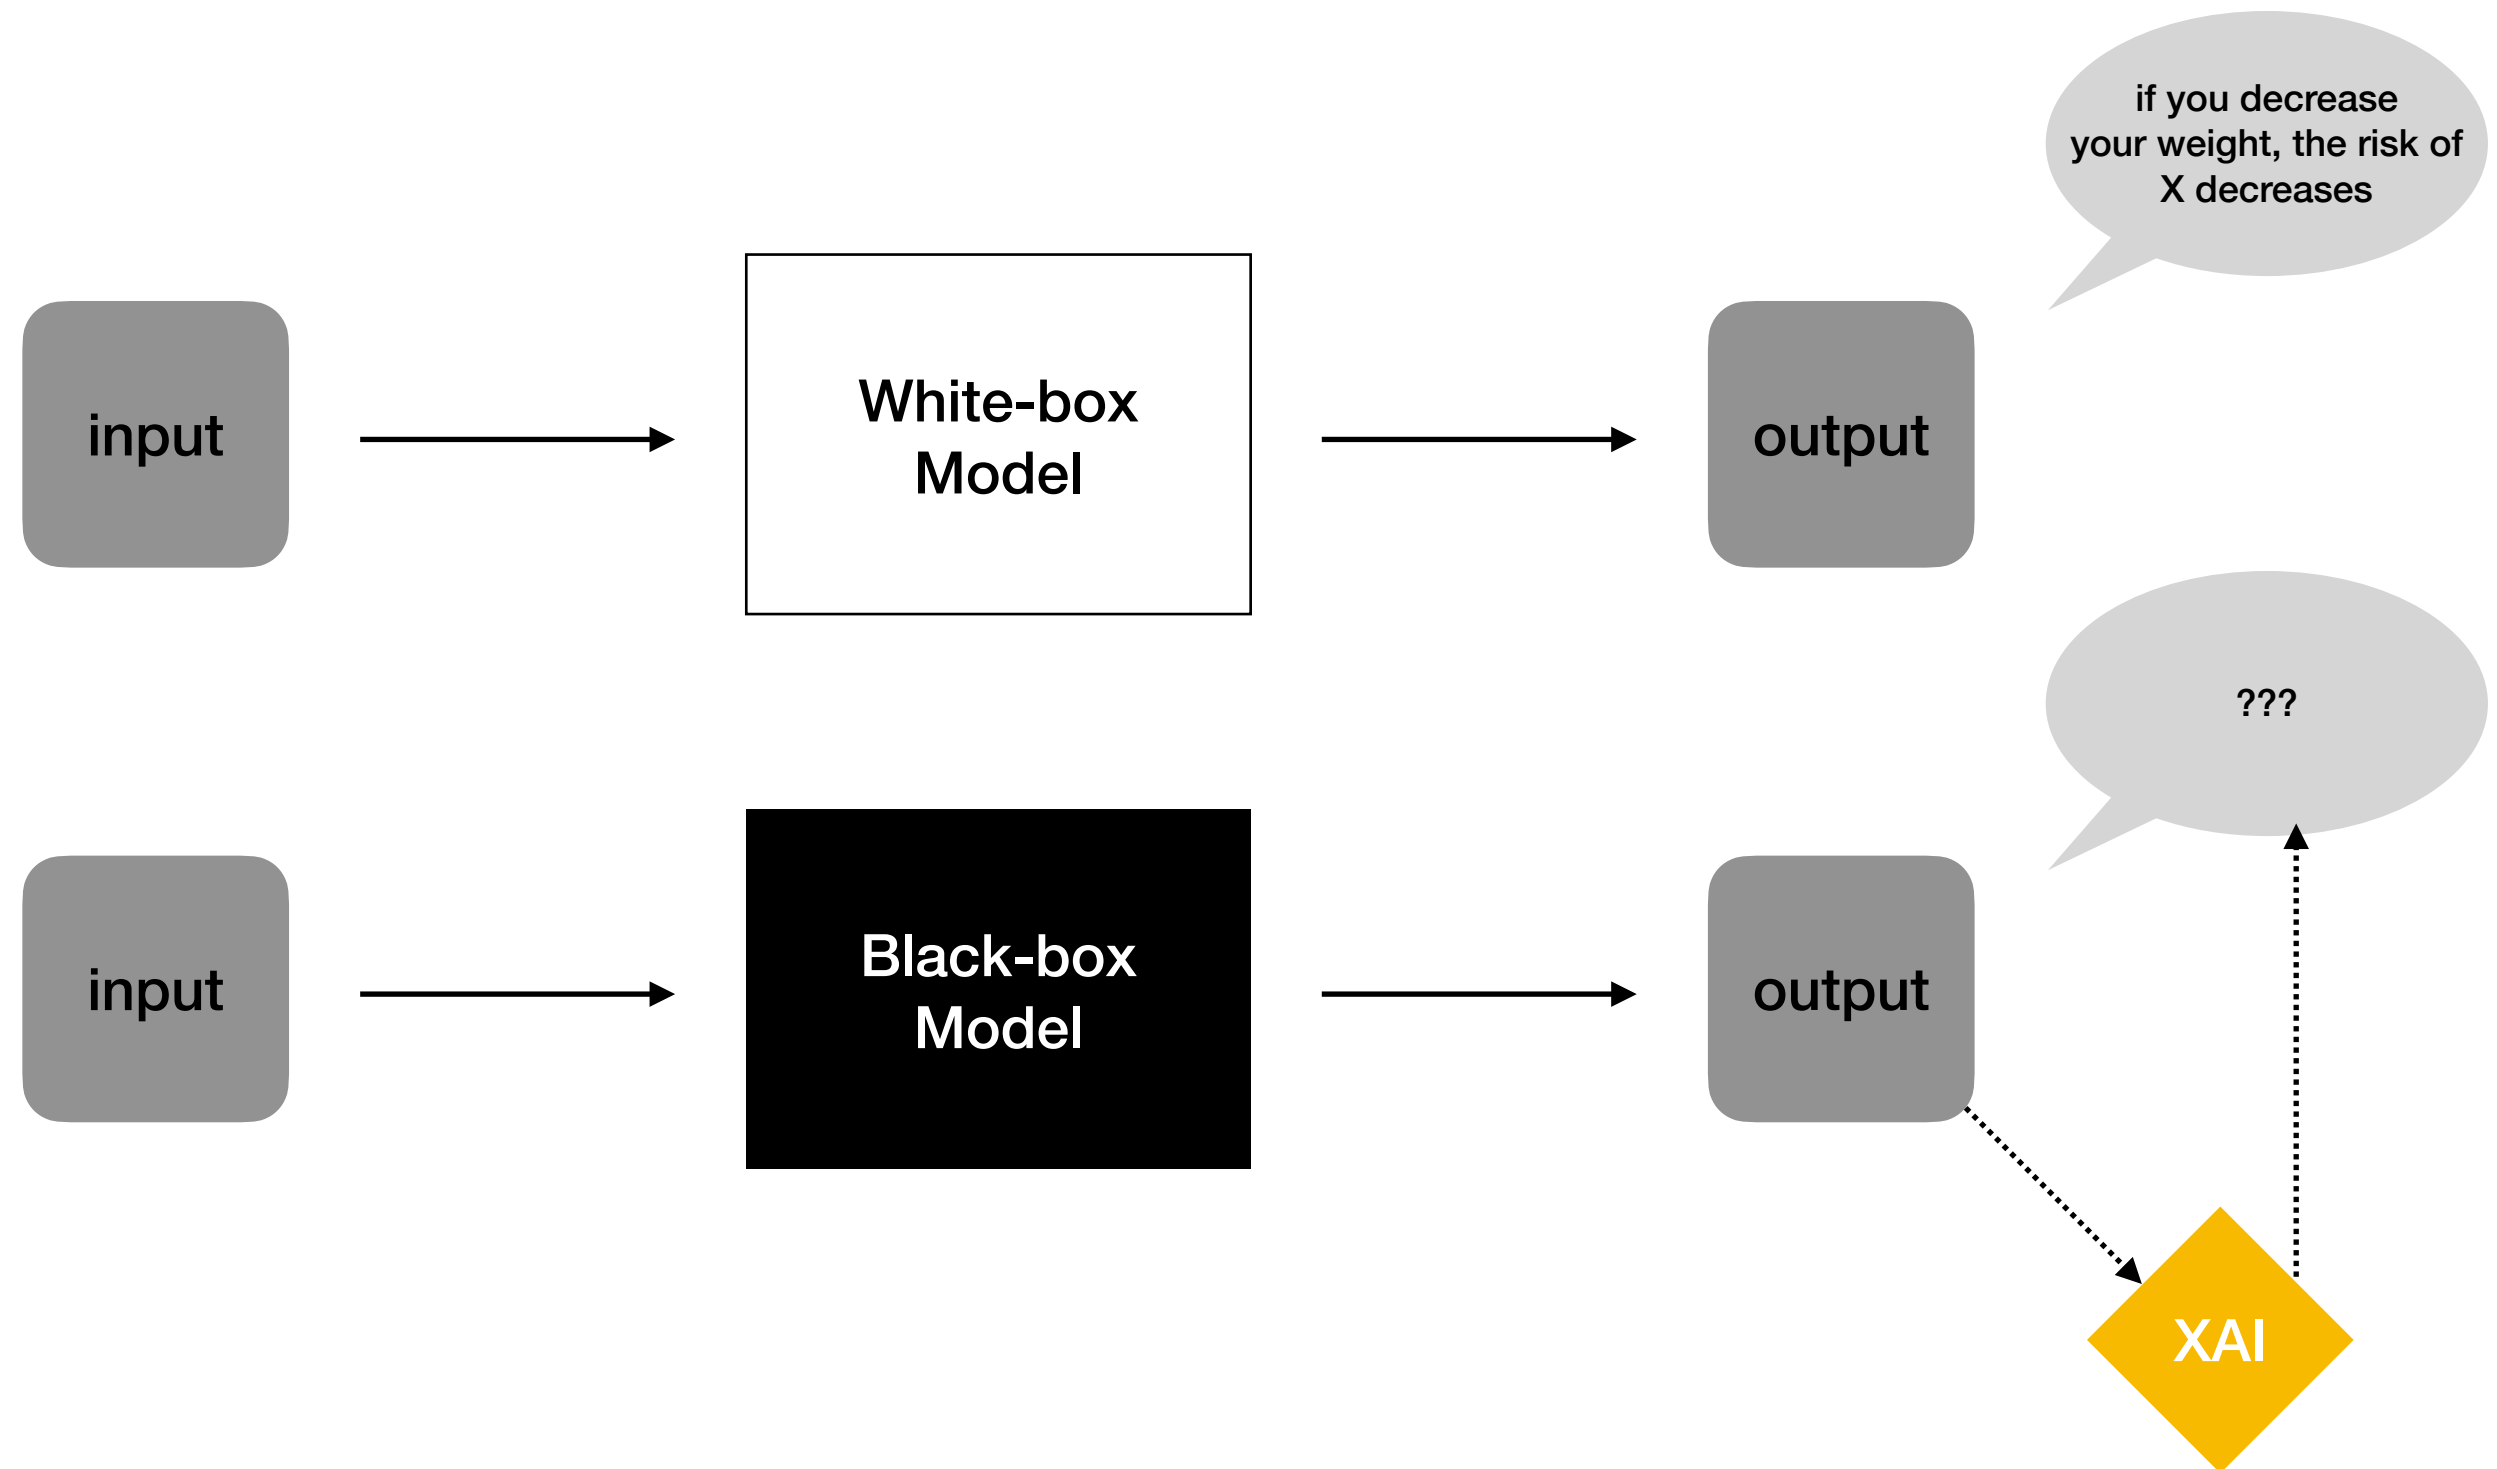 if you decrease
your weight, the risk of
X decreases
input
White-box
Model
output
???
input
Black-box
Model
output
XAI